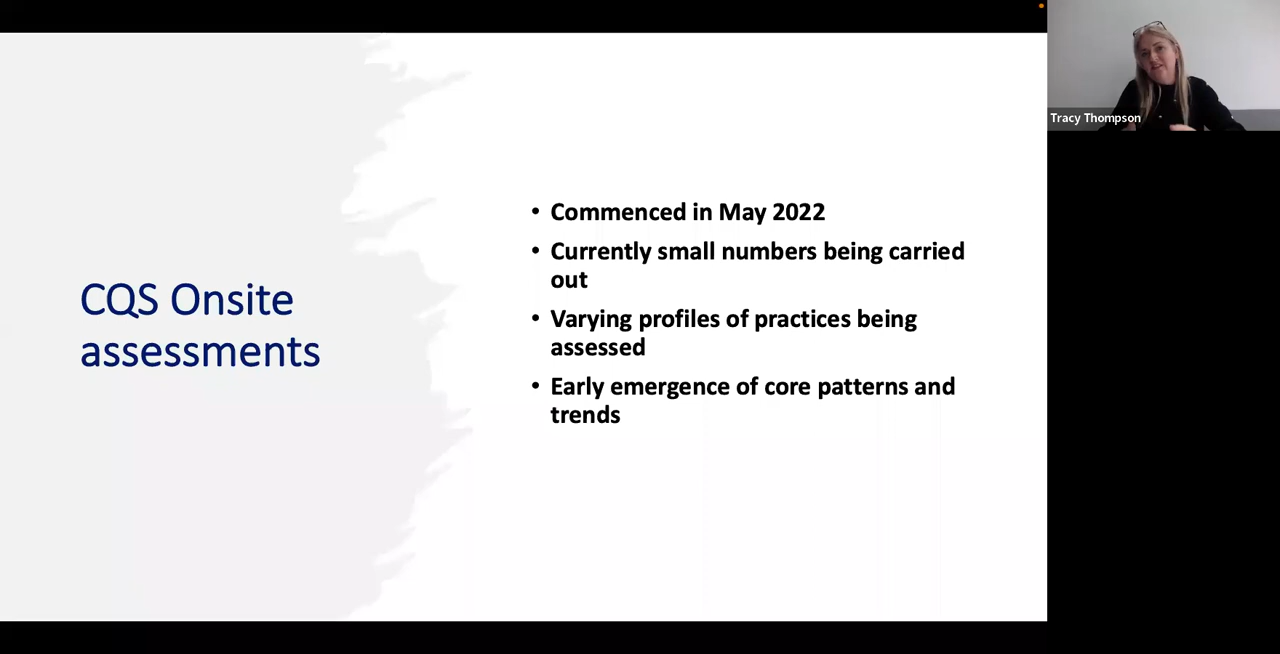 CQS Onsite
assessments
• Commenced in May 2022
• Currently small numbers being carried
out
• Varying profiles of practices being
assessed
• Early emergence of core patterns and
trends
Tracy Thompson